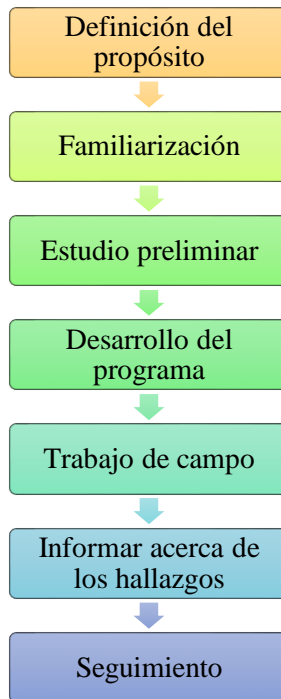 Definición del
propósito
Familiarización
Estudio preliminar
Desarrollo del
programa
Trabajo de campo
Informar acerca de
los hallazgos
Seguimiento